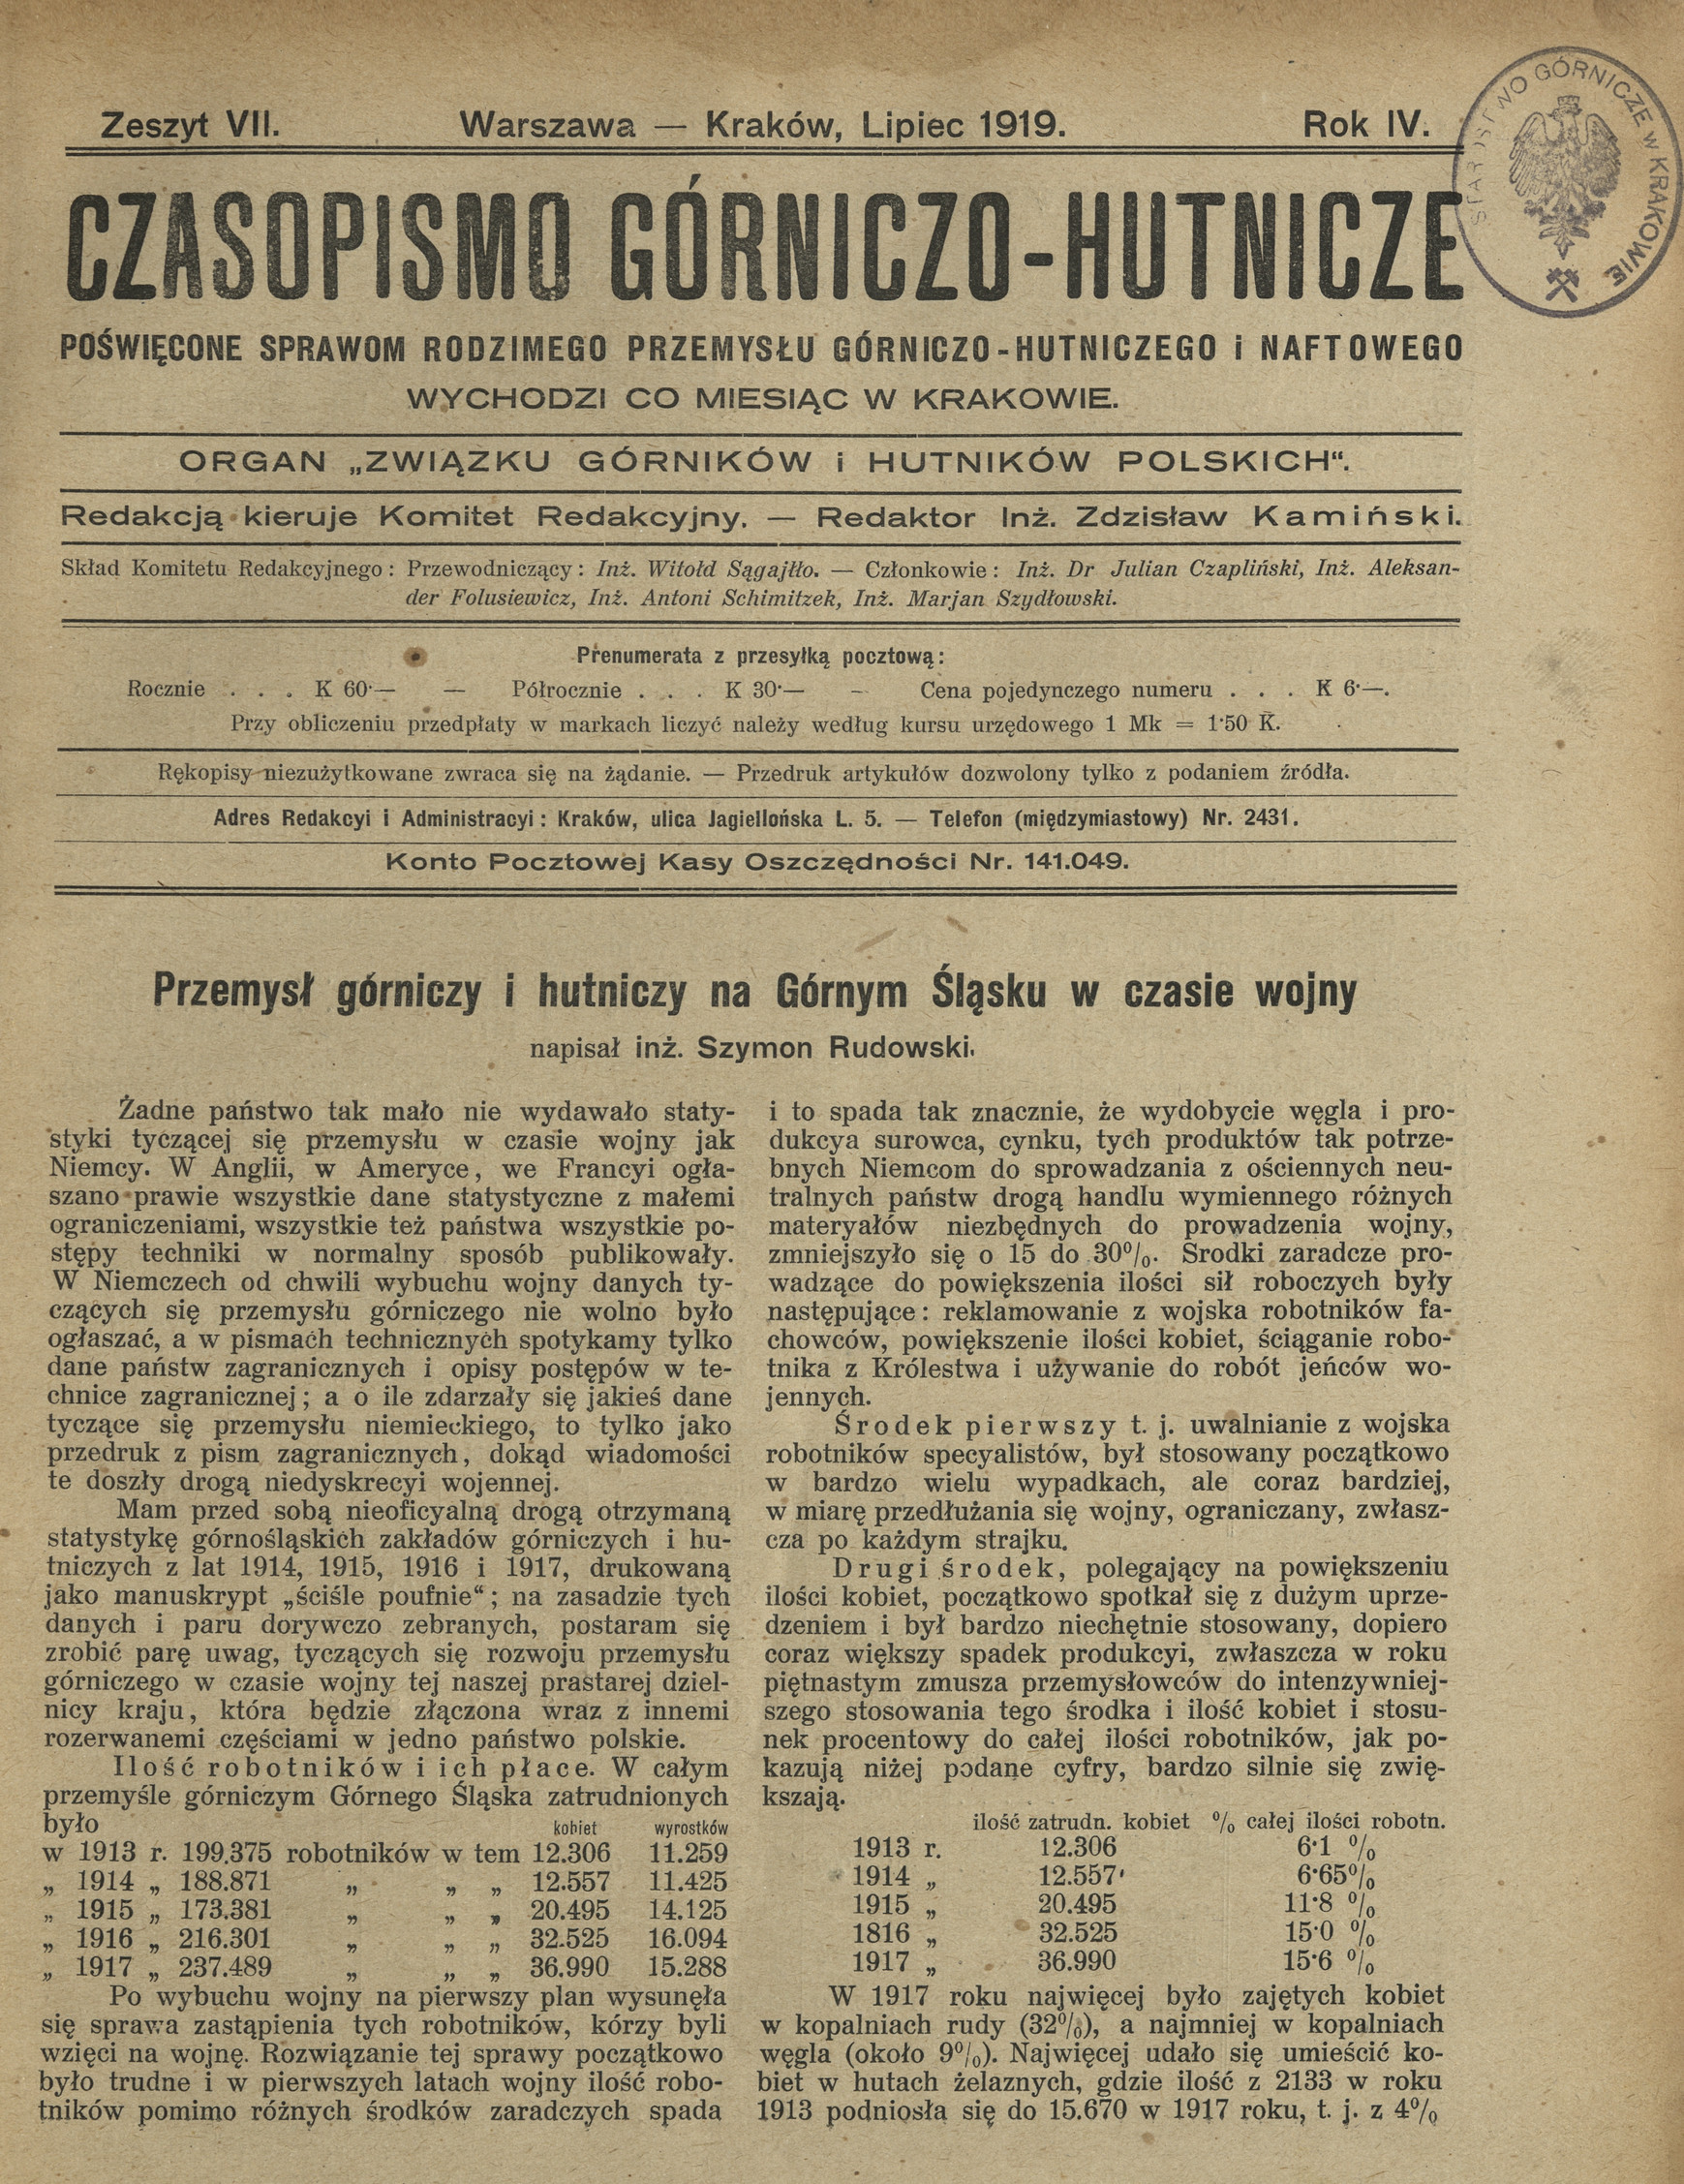 Zeszyt VII. Warszawa — Kraków, Lipiec 1919. Rok IV.
STAROSTWO GÓRNICZE W KRAKOWIE
CZASOPISMO GÓRNICZO-HUTNICZE
POŚWIĘCONE SPRAWOM RODZIMEGO PRZEMYSŁU GÓRNICZO-HUTNICZEGO i NAFTOWEGO
WYCHODZI CO MIESIĄC W KRAKOWIE.
ORGAN „ZWIĄZKU GÓRNIKÓW i HUTNIKÓW POLSKICH“.
Redakcją kieruje Komitet Redakcyjny. — Redaktor Inż. Zdzisław Kamiński.
Skład Komitetu Redakcyjnego: Przewodniczący: Inż. Witold Sągajłło. — Członkowie: Inż. Dr Julian Czapliński, Inż. Aleksan-
der Folusiewicz, Inż. Antoni Schimitzek, Inż. Marjan Szydłowski.
Prenumerata z przesyłką pocztową:
Rocznie . . . K 60·— — Półrocznie . . . K 30·— - Cena pojedynczego numeru . . . K 6·—.
Przy obliczeniu przedpłaty w markach liczyć należy według kursu urzędowego 1 Mk = 1·50 K.
Rękopisy niezużytkowane zwraca się na żądanie. — Przedruk artykułów dozwolony tylko z podaniem źródła.
Adres Redakcyi i Administracyi: Kraków, ulica Jagiellońska L. 5. — Telefon (międzymiastowy) Nr. 2431.
Konto Pocztowej Kasy Oszczędności Nr. 141.049.
Przemysł górniczy i hutniczy na Górnym Śląsku w czasie wojny
napisał inż. Szymon Rudowski.
Żadne państwo tak mało nie wydawało staty-
styki tyczącej się przemysłu w czasie wojny jak
Niemcy. W Anglii, w Ameryce, we Francyi ogła-
szano prawie wszystkie dane statystyczne z małemi
ograniczeniami, wszystkie też państwa wszystkie po-
stępy techniki w normalny sposób publikowały.
W Niemczech od chwili wybuchu wojny danych ty-
czących się przemysłu górniczego nie wolno było
ogłaszać, a w pismach technicznych spotykamy tylko
dane państw zagranicznych i opisy postępów w te-
chnice zagranicznej; a o ile zdarzały się jakieś dane
tyczące się przemysłu niemieckiego, to tylko jako
przedruk z pism zagranicznych, dokąd wiadomości
te doszły drogą niedyskrecyi wojennej.
Mam przed sobą nieoficyalną drogą otrzymaną
statystykę górnośląskich zakładów górniczych i hu-
tniczych z lat 1914, 1915, 1916 i 1917, drukowaną
jako manuskrypt „ściśle poufnie“; na zasadzie tych
danych i paru dorywczo zebranych, postaram się
zrobić parę uwag, tyczących się rozwoju przemysłu
górniczego w czasie wojny tej naszej prastarej dziel-
nicy kraju, która będzie złączona wraz z innemi
rozerwanemi częściami w jedno państwo polskie.
Ilość robotników i ich płace. W całym
przemyśle górniczym Górnego Śląska zatrudnionych
było kobiet wyrostków
w 1913 r. 199.375 robotników w tem 12.306 11.259
„ 1914 „ 188.871 „ „ „ 12.557 11.425
„ 1915 „ 173.381 „ „ „ 20.495 14.125
„ 1916 „ 216.301 „ „ „ 32.525 16.094
„ 1917 „ 237.489 „ „ „ 36.990 15.288
Po wybuchu wojny na pierwszy plan wysunęła
się sprawa zastąpienia tych robotników, kórzy byli
wzięci na wojnę. Rozwiązanie tej sprawy początkowo
było trudne i w pierwszych latach wojny ilość robo-
tników pomimo różnych środków zaradczych spada
i to spada tak znacznie, że wydobycie węgla i pro-
dukcya surowca, cynku, tych produktów tak potrze-
bnych Niemcom do sprowadzania z ościennych neu-
tralnych państw drogą handlu wymiennego różnych
materyałów niezbędnych do prowadzenia wojny,
zmniejszyło się o 15 do 30%. Srodki zaradcze pro-
wadzące do powiększenia ilości sił roboczych były
następujące: reklamowanie z wojska robotników fa-
chowców, powiększenie ilości kobiet, ściąganie robo-
tnika z Królestwa i używanie do robót jeńców wo-
jennych.
Środek pierwszy t. j. uwalnianie z wojska
robotników specyalistów, był stosowany początkowo
w bardzo wielu wypadkach, ale coraz bardziej,
w miarę przedłużania się wojny, ograniczany, zwłasz-
cza po każdym strajku.
Drugi środek, polegający na powiększeniu
ilości kobiet, początkowo spotkał się z dużym uprze-
dzeniem i był bardzo niechętnie stosowany, dopiero
coraz większy spadek produkcyi, zwłaszcza w roku
piętnastym zmusza przemysłowców do intenzywniej-
szego stosowania tego środka i ilość kobiet i stosu-
nek procentowy do całej ilości robotników, jak po-
kazują niżej podane cyfry, bardzo silnie się zwię-
kszają.
ilość zatrudn. kobiet % całej ilości robotn.
1913 r. 12.306 6·1 %
1914 „ 12.557 6·65%
1915 „ 20.495 11·8 %
1816 „ 32.525 15·0 %
1917 „ 36.990 15·6 %
W 1917 roku najwięcej było zajętych kobiet
w kopalniach rudy (32%), a najmniej w kopalniach
węgla (około 9%). Najwięcej udało się umieścić ko-
biet w hutach żelaznych, gdzie ilość z 2133 w roku
1913 podniosła się do 15.670 w 1917 roku, t. j. z 4%